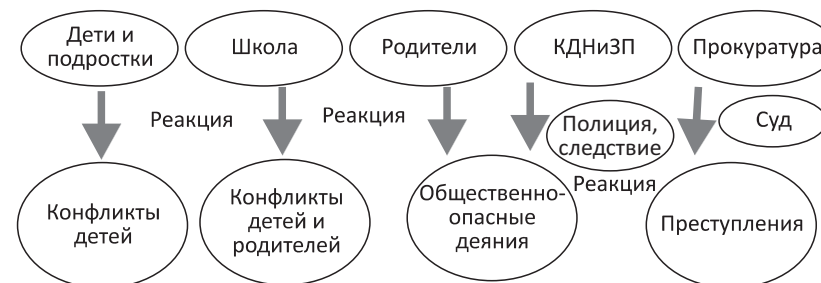 Дети и
подростки
Школа
Родители
КДНиЗП
Прокуратура
Реакция
Реакция
Полиция,
следствие
Суд
Реакция
Конфликты
детей
Конфликты
детей и
родителей
Общественно-
опасные
деяния
Преступления